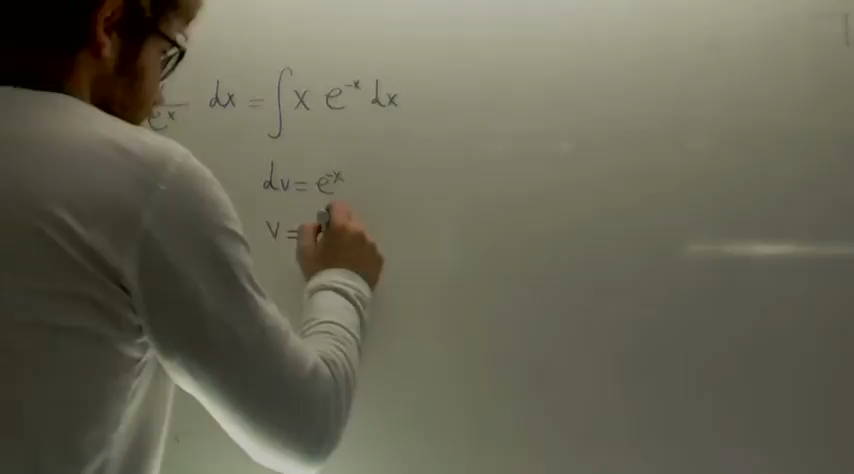 e^x dx = ∫ x e^-x dx
dv = e^-x
v =